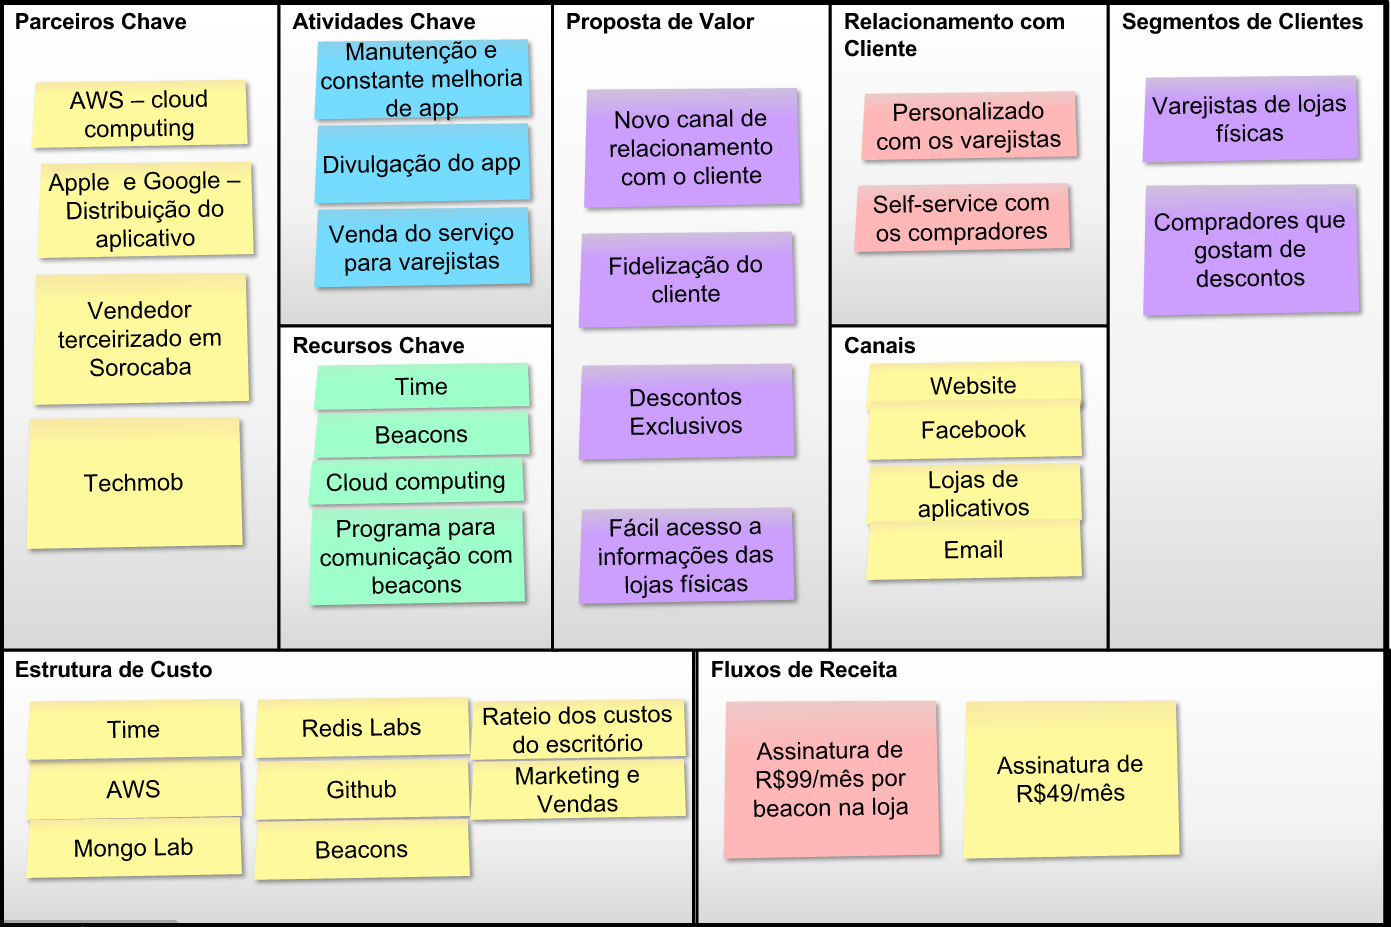 Parceiros Chave
AWS – cloud
computing
Apple e Google –
Distribuição do
aplicativo
Vendedor
terceirizado em
Sorocaba
Techmob
Atividades Chave
Manutenção e
constante melhoria
de app
Divulgação do app
Venda do serviço
para varejistas
Recursos Chave
Time
Beacons
Cloud computing
Programa para
comunicação com
beacons
Proposta de Valor
Novo canal de
relacionamento
com o cliente
Fidelização do
cliente
Descontos
Exclusivos
Fácil acesso a
informações das
lojas físicas
Relacionamento com
Cliente
Personalizado
com os varejistas
Self-service com
os compradores
Canais
Website
Facebook
Lojas de
aplicativos
Email
Segmentos de Clientes
Varejistas de lojas
físicas
Compradores que
gostam de
descontos
Estrutura de Custo
Time
AWS
Mongo Lab
Redis Labs
Github
Beacons
Rateio dos custos
do escritório
Marketing e
Vendas
Fluxos de Receita
Assinatura de
R$99/mês por
beacon na loja
Assinatura de
R$49/mês